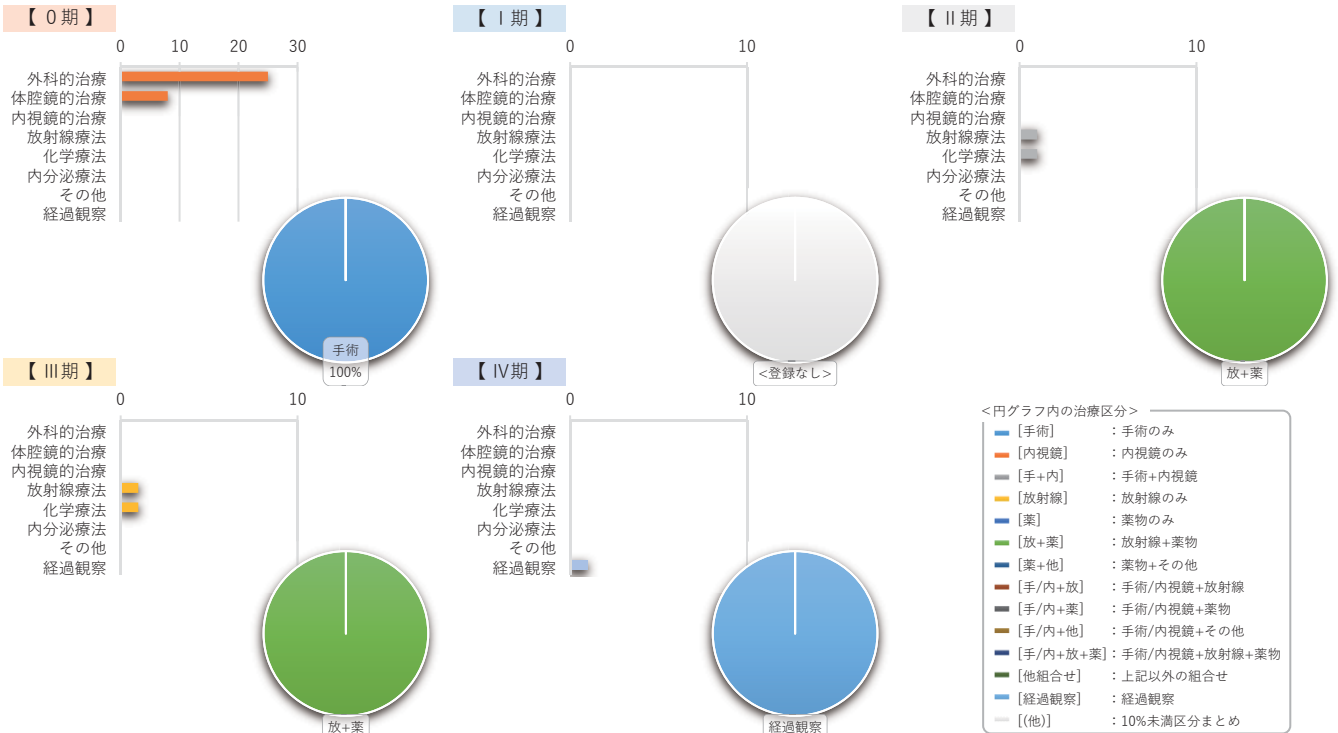 【 0期 】
0 10 20 30
外科的治療
体腔鏡的治療
内視鏡的治療
放射線療法
化学療法
内分泌療法
その他
経過観察
手術
100%
【 I期 】
0 10
外科的治療
体腔鏡的治療
内視鏡的治療
放射線療法
化学療法
内分泌療法
その他
経過観察
<登録なし>
【 II期 】
0 10
外科的治療
体腔鏡的治療
内視鏡的治療
放射線療法
化学療法
内分泌療法
その他
経過観察
放+薬
【 III期 】
0 10
外科的治療
体腔鏡的治療
内視鏡的治療
放射線療法
化学療法
内分泌療法
その他
経過観察
放+薬
【 IV期 】
0 10
外科的治療
体腔鏡的治療
内視鏡的治療
放射線療法
化学療法
内分泌療法
その他
経過観察
経過観察
<円グラフ内の治療区分>
[手術] ：手術のみ
[内視鏡] ：内視鏡のみ
[手+内] ：手術+内視鏡
[放射線] ：放射線のみ
[薬] ：薬物のみ
[放+薬] ：放射線+薬物
[薬+他] ：薬物+その他
[手/内+放] ：手術/内視鏡+放射線
[手/内+薬] ：手術/内視鏡+薬物
[手/内+他] ：手術/内視鏡+その他
[手/内+放+薬]：手術/内視鏡+放射線+薬物
[他組合せ] ：上記以外の組合せ
[経過観察] ：経過観察
[(他)] ：10%未満区分まとめ